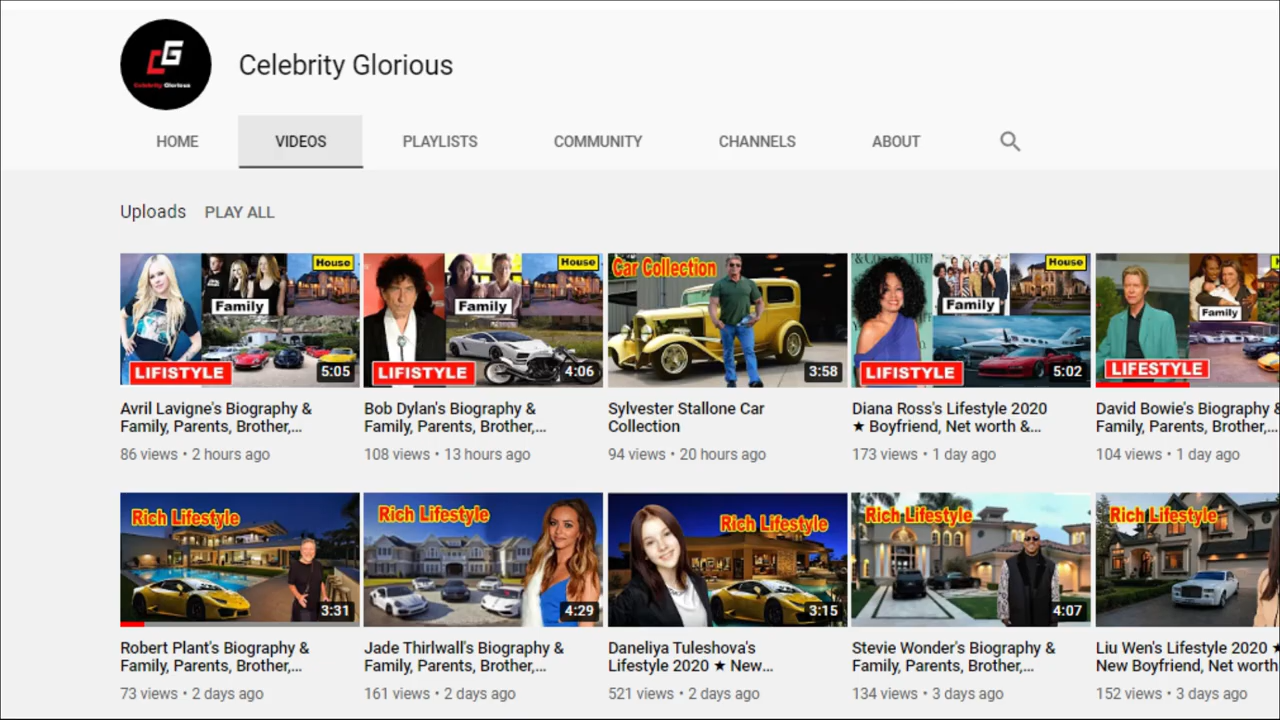 CG
Celebrity Glorious
Celebrity Glorious
HOME VIDEOS PLAYLISTS COMMUNITY CHANNELS ABOUT
Uploads PLAY ALL
House
Family
LIFISTYLE
5:05
House
Family
LIFISTYLE
4:06
Car Collection
3:58
House
Family
LIFISTYLE
5:02
Family
LIFESTYLE
Avril Lavigne's Biography &
Family, Parents, Brother,...
86 views • 2 hours ago
Bob Dylan's Biography &
Family, Parents, Brother,...
108 views • 13 hours ago
Sylvester Stallone Car
Collection
94 views • 20 hours ago
Diana Ross's Lifestyle 2020
★ Boyfriend, Net worth &...
173 views • 1 day ago
David Bowie's Biography &
Family, Parents, Brother,...
104 views • 1 day ago
Rich Lifestyle
3:31
Rich Lifestyle
4:29
Rich Lifestyle
3:15
Rich Lifestyle
4:07
Rich Lifestyle
Robert Plant's Biography &
Family, Parents, Brother,...
73 views • 2 days ago
Jade Thirlwall's Biography &
Family, Parents, Brother,...
161 views • 2 days ago
Daneliya Tuleshova's
Lifestyle 2020 ★ New...
521 views • 2 days ago
Stevie Wonder's Biography &
Family, Parents, Brother,...
134 views • 3 days ago
Liu Wen's Lifestyle 2020 ★
New Boyfriend, Net worth
152 views • 3 days ago